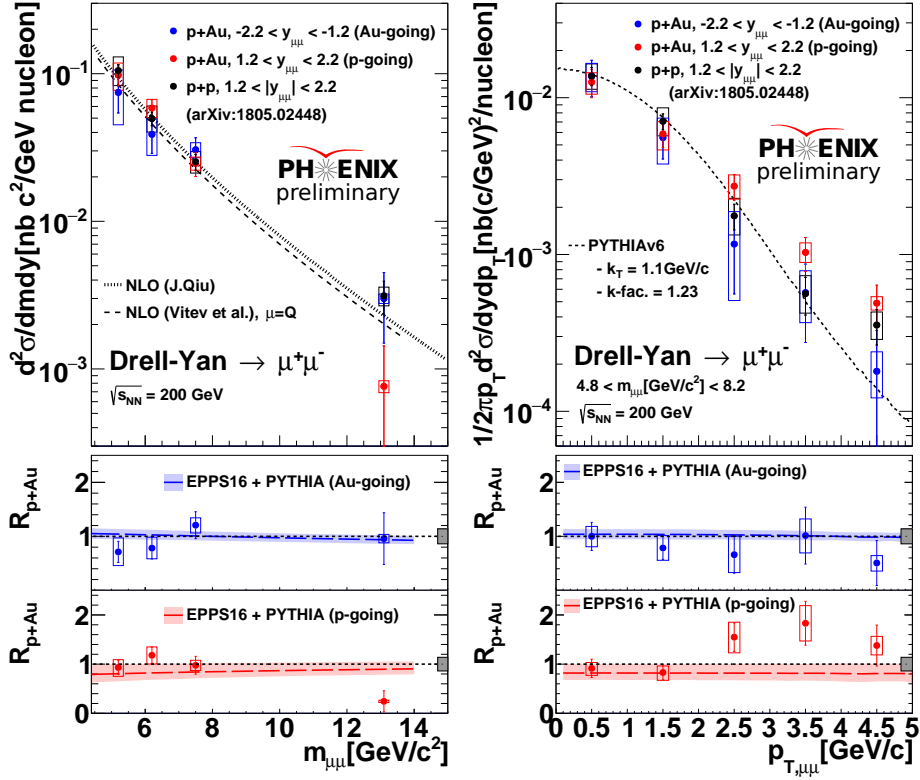 d²σ/dmdy[nb c²/GeV nucleon]
10⁻¹
10⁻²
10⁻³
p+Au, -2.2 < y_μμ < -1.2 (Au-going)
p+Au, 1.2 < y_μμ < 2.2 (p-going)
p+p, 1.2 < |y_μμ| < 2.2
(arXiv:1805.02448)
PHENIX
preliminary
NLO (J.Qiu)
NLO (Vitev et al.), μ=Q
Drell-Yan → μ⁺μ⁻
√s_NN = 200 GeV
R_p+Au
2
1
EPPS16 + PYTHIA (Au-going)
R_p+Au
2
1
0
EPPS16 + PYTHIA (p-going)
6 8 10 12 14
m_μμ[GeV/c²]
1/2πp_T d²σ/dydp_T[nb(c/GeV)²/nucleon]
10⁻²
10⁻³
10⁻⁴
p+Au, -2.2 < y_μμ < -1.2 (Au-going)
p+Au, 1.2 < y_μμ < 2.2 (p-going)
p+p, 1.2 < |y_μμ| < 2.2
(arXiv:1805.02448)
PHENIX
preliminary
PYTHIAv6
- k_T = 1.1GeV/c
- k-fac. = 1.23
Drell-Yan → μ⁺μ⁻
4.8 < m_μμ[GeV/c²] < 8.2
√s_NN = 200 GeV
R_p+Au
2
1
EPPS16 + PYTHIA (Au-going)
R_p+Au
2
1
0
EPPS16 + PYTHIA (p-going)
0 0.5 1 1.5 2 2.5 3 3.5 4 4.5 5
p_T,μμ[GeV/c]